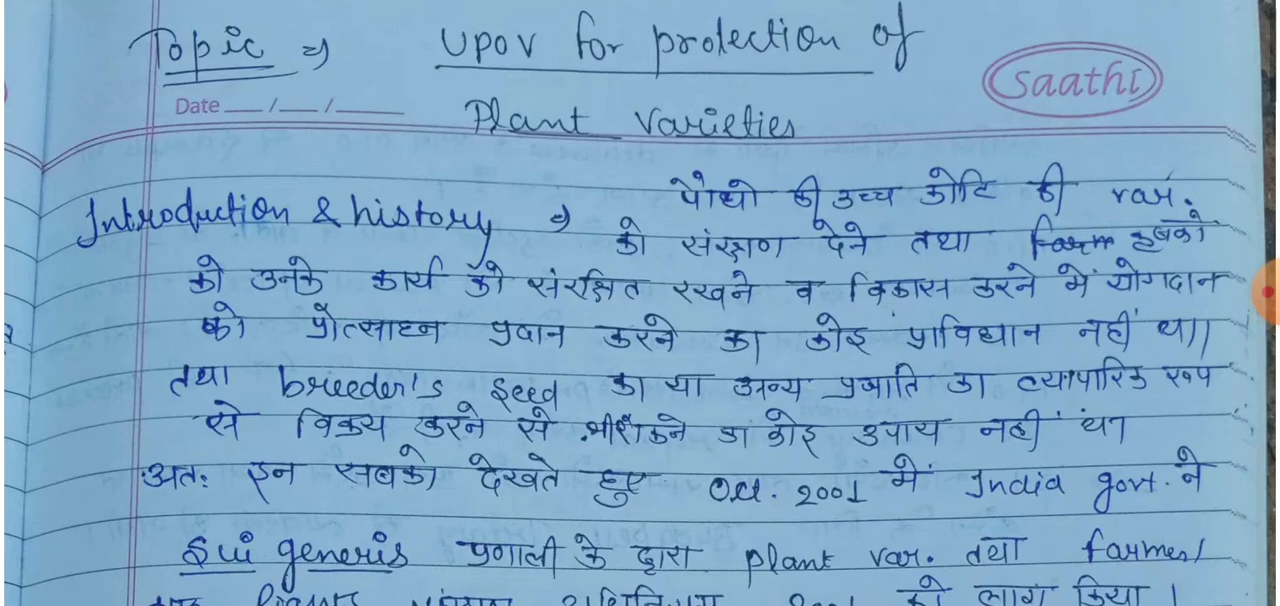 Topic ⇒ UPOV for protection of
Saathi
Date __/__/____
Plant Varieties
पौधो की उच्च कोटि की var.
Introduction & history ⇒ को संरक्षण देने तथा Farm
को उनके कार्य को संरक्षित रखने व विकास करने में योगदान
को प्रोत्साहन प्रदान करने का कोइ प्राविधान नहीं था।
तथा breeder's seed का या अन्य प्रजाति का व्यापारिक रूप
से विक्रय करने से भी रोकने का कोइ उपाय नहीं था
अतः इन सबको देखते हुए Oct. 2001 में India govt. ने
Sui generis प्रणाली के द्वारा plant var. तथा farmers
को लागू किया।